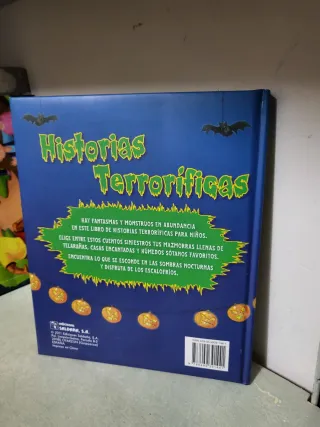 Historias
Terroríficas
HAY FANTASMAS Y MONSTRUOS EN ABUNDANCIA
EN ESTE LIBRO DE HISTORIAS TERRORÍFICAS PARA NIÑOS.
ELIGE ENTRE ESTOS CUENTOS SINIESTROS TUS MAZMORRAS LLENAS DE
TELARAÑAS, CASAS ENCANTADAS Y HÚMEDOS SÓTANOS FAVORITOS.
ENCUENTRA LO QUE SE ESCONDE EN LAS SOMBRAS NOCTURNAS
Y DISFRUTA DE LOS ESCALOFRÍOS.
ediciones
SALDAÑA, S.A.